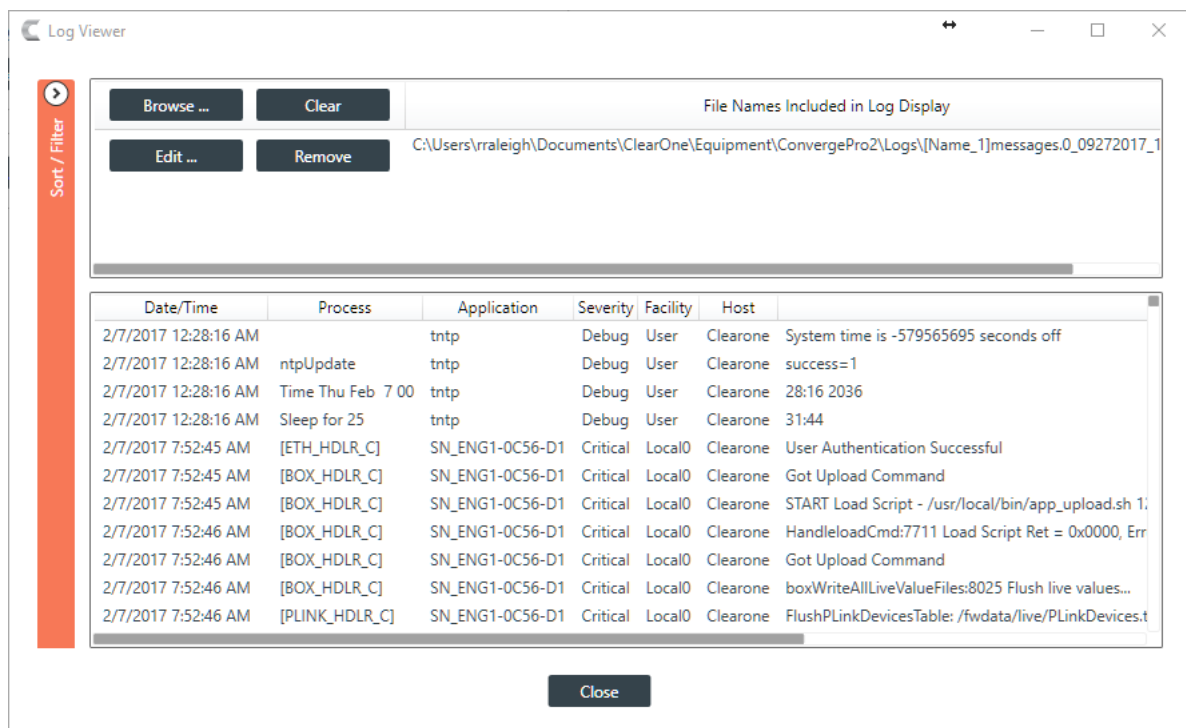 Log Viewer
Sort / Filter
Browse ... Clear File Names Included in Log Display
Edit ... Remove C:\Users\rraleigh\Documents\ClearOne\Equipment\ConvergePro2\Logs\[Name_1]messages.0_09272017_1
Date/Time Process Application Severity Facility Host
2/7/2017 12:28:16 AM tntp Debug User Clearone System time is -579565695 seconds off
2/7/2017 12:28:16 AM ntpUpdate tntp Debug User Clearone success=1
2/7/2017 12:28:16 AM Time Thu Feb 7 00 tntp Debug User Clearone 28:16 2036
2/7/2017 12:28:16 AM Sleep for 25 tntp Debug User Clearone 31:44
2/7/2017 7:52:45 AM [ETH_HDLR_C] SN_ENG1-0C56-D1 Critical Local0 Clearone User Authentication Successful
2/7/2017 7:52:45 AM [BOX_HDLR_C] SN_ENG1-0C56-D1 Critical Local0 Clearone Got Upload Command
2/7/2017 7:52:45 AM [BOX_HDLR_C] SN_ENG1-0C56-D1 Critical Local0 Clearone START Load Script - /usr/local/bin/app_upload.sh 12
2/7/2017 7:52:46 AM [BOX_HDLR_C] SN_ENG1-0C56-D1 Critical Local0 Clearone HandleloadCmd:7711 Load Script Ret = 0x0000, Err
2/7/2017 7:52:46 AM [BOX_HDLR_C] SN_ENG1-0C56-D1 Critical Local0 Clearone Got Upload Command
2/7/2017 7:52:46 AM [BOX_HDLR_C] SN_ENG1-0C56-D1 Critical Local0 Clearone boxWriteAllLiveValueFiles:8025 Flush live values...
2/7/2017 7:52:46 AM [PLINK_HDLR_C] SN_ENG1-0C56-D1 Critical Local0 Clearone FlushPLinkDevicesTable: /fwdata/live/PLinkDevices.t
Close